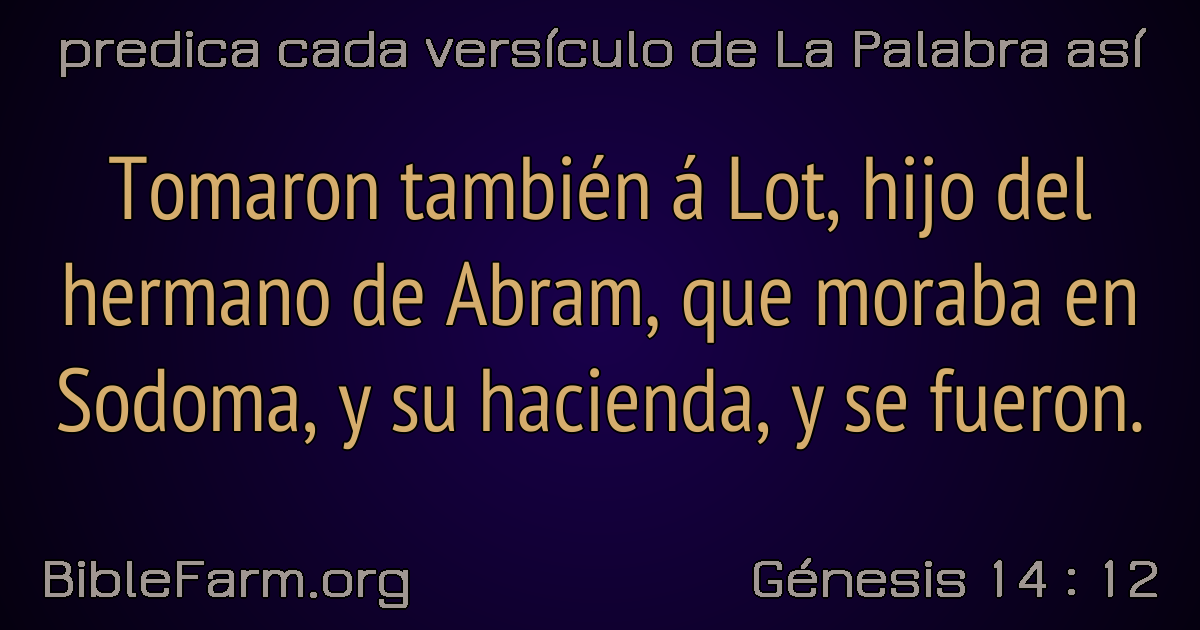 predica cada versículo de La Palabra así
Tomaron también á Lot, hijo del
hermano de Abram, que moraba en
Sodoma, y su hacienda, y se fueron.
BibleFarm.org
Génesis 14 : 12